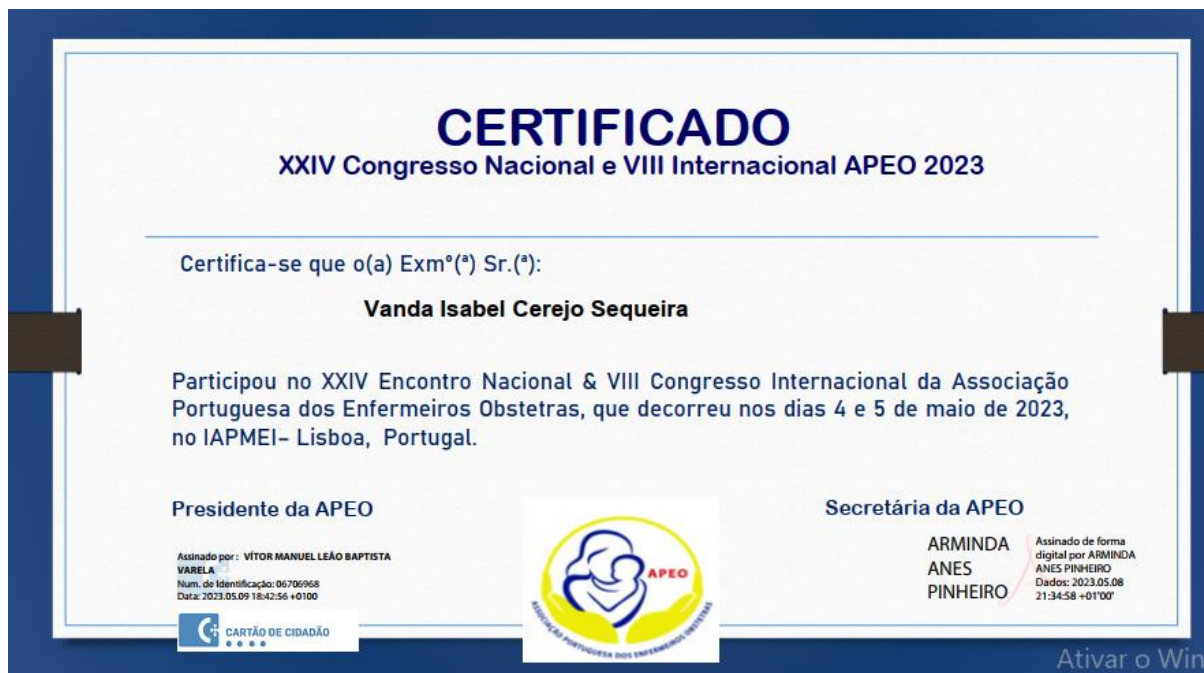 CERTIFICADO
XXIV Congresso Nacional e VIII Internacional APEO 2023
Certifica-se que o(a) Exmº(ª) Sr.(ª):
Vanda Isabel Cerejo Sequeira
Participou no XXIV Encontro Nacional & VIII Congresso Internacional da Associação
Portuguesa dos Enfermeiros Obstetras, que decorreu nos dias 4 e 5 de maio de 2023,
no IAPMEI– Lisboa, Portugal.
Presidente da APEO
Assinado por : VÍTOR MANUEL LEÃO BAPTISTA
VARELA
Num. de Identificação: 06706968
Data: 2023.05.09 18:42:56 +0100
CARTÃO DE CIDADÃO
APEO
ASSOCIAÇÃO PORTUGUESA DOS ENFERMEIROS OBSTETRAS
Secretária da APEO
ARMINDA
ANES
PINHEIRO
Assinado de forma
digital por ARMINDA
ANES PINHEIRO
Dados: 2023.05.08
21:34:58 +01'00'
Ativar o Win